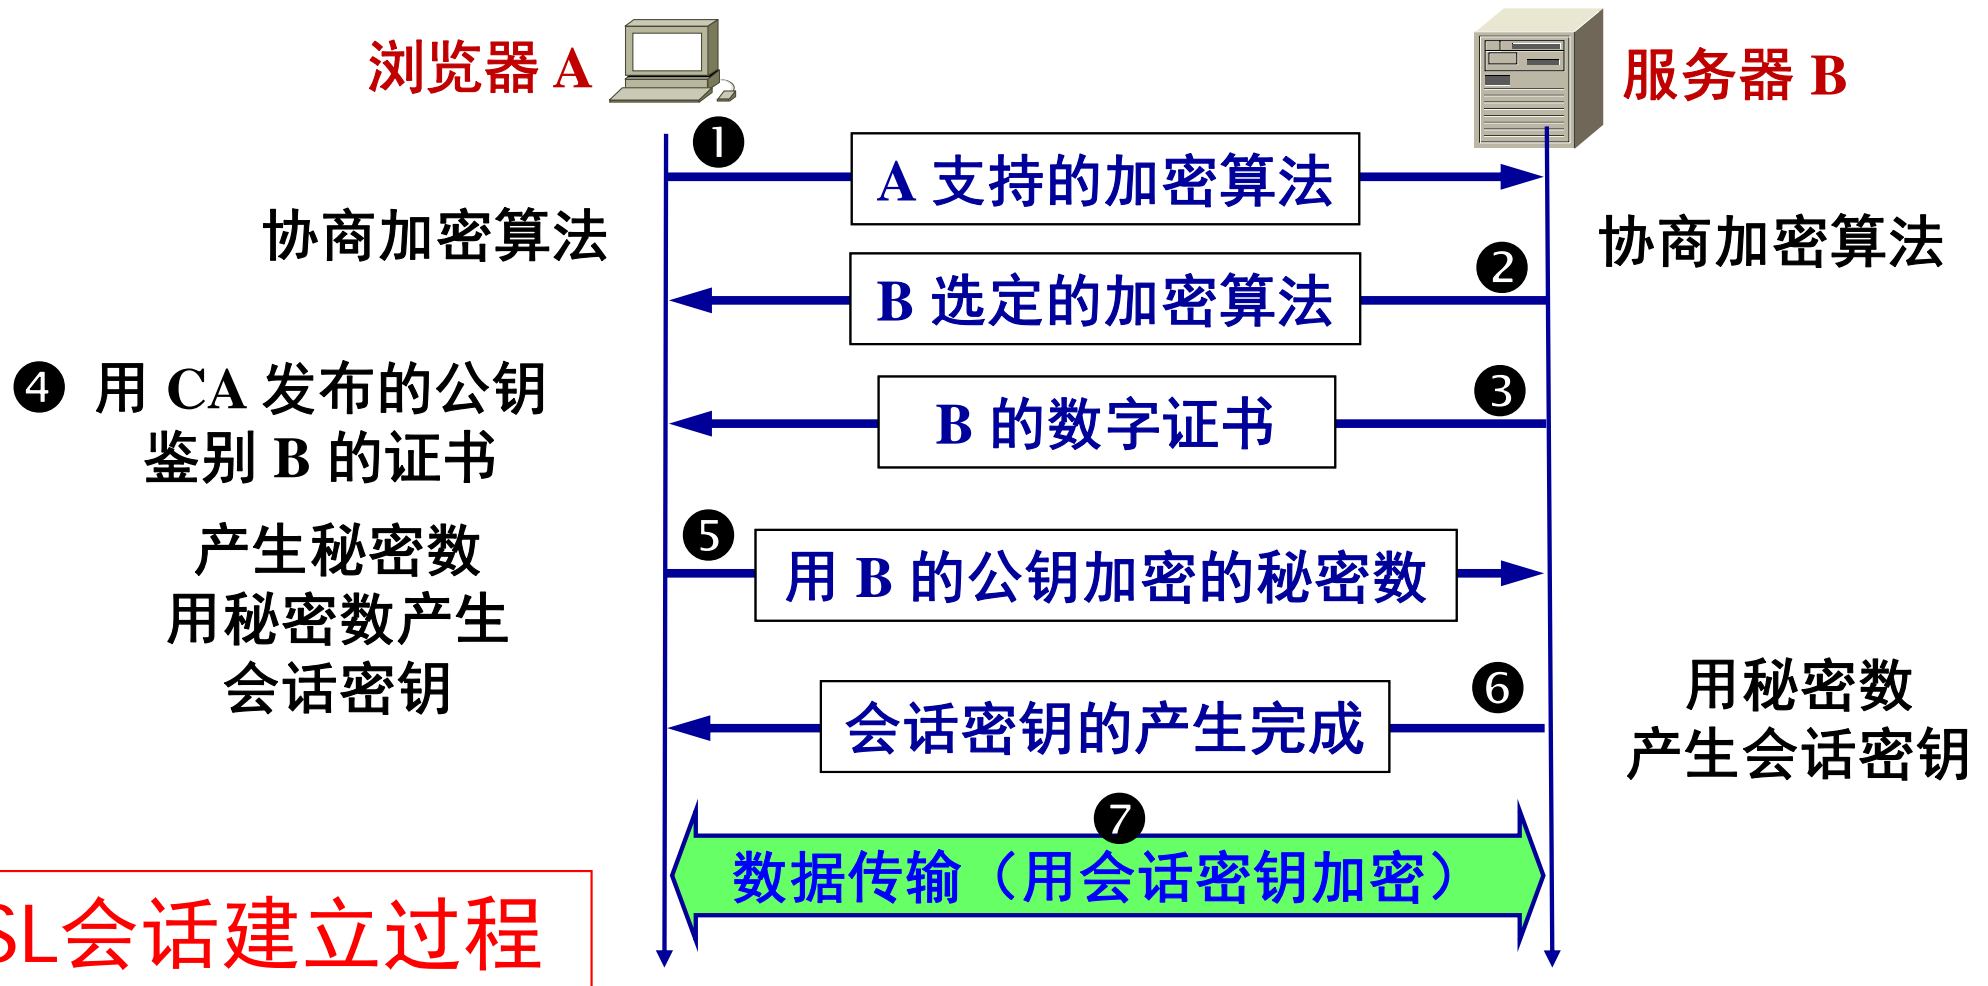 浏览器 A
服务器 B
❶
A 支持的加密算法
协商加密算法
协商加密算法
❷
B 选定的加密算法
❸
B 的数字证书
❹ 用 CA 发布的公钥
鉴别 B 的证书
产生秘密数
用秘密数产生
会话密钥
❺
用 B 的公钥加密的秘密数
❻
会话密钥的产生完成
用秘密数
产生会话密钥
❼
数据传输（用会话密钥加密）
SL会话建立过程